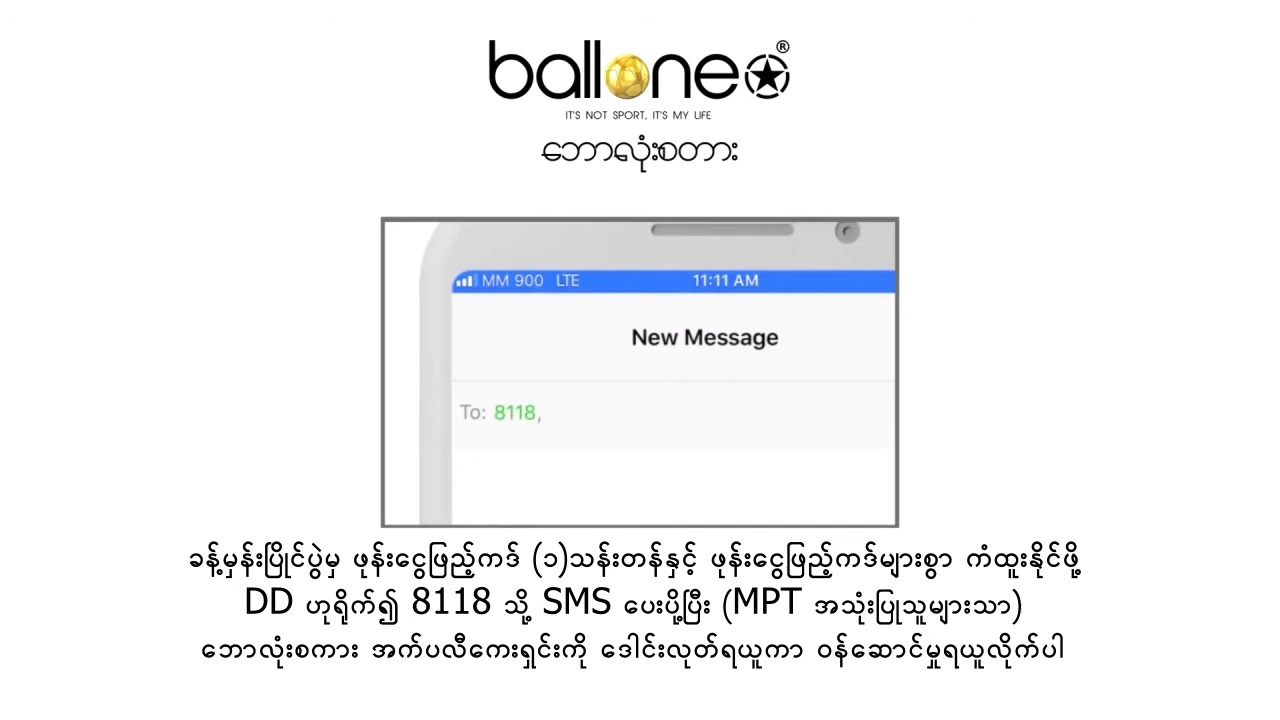 ballone®
IT'S NOT SPORT, IT'S MY LIFE
ဘောလုံးစတား
MM 900 LTE 11:11 AM
New Message
To: 8118,
ခန့်မှန်းပြိုင်ပွဲမှ ဖုန်းငွေဖြည့်ကဒ် (၁)သန်းတန်နှင့် ဖုန်းငွေဖြည့်ကဒ်များစွာ ကံထူးနိုင်ဖို့
DD ဟုရိုက်၍ 8118 သို့ SMS ပေးပို့ပြီး (MPT အသုံးပြုသူများသာ)
ဘောလုံးစကား အက်ပလီကေးရှင်းကို ဒေါင်းလုတ်ရယူကာ ဝန်ဆောင်မှုရယူလိုက်ပါ